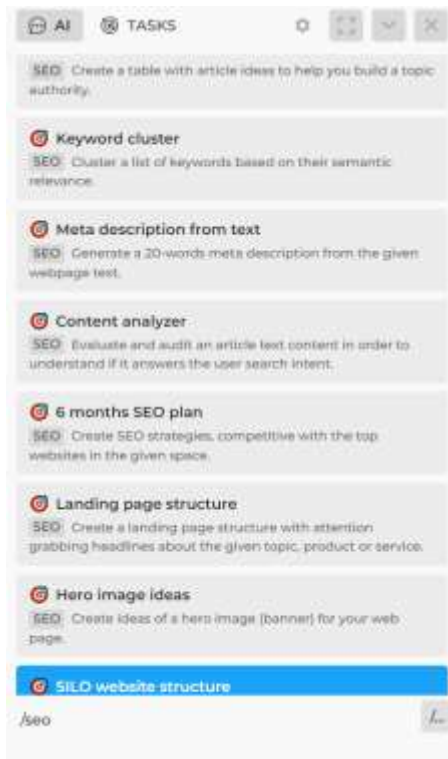 AI TASKS
SEO Create a table with article ideas to help you build a topic
authority.
Keyword cluster
SEO Cluster a list of keywords based on their semantic
relevance.
Meta description from text
SEO Generate a 20-words meta description from the given
webpage text.
Content analyzer
SEO Evaluate and audit an article text content in order to
understand if it answers the user search intent.
6 months SEO plan
SEO Create SEO strategies, competitive with the top
websites in the given space.
Landing page structure
SEO Create a landing page structure with attention
grabbing headlines about the given topic, product or service.
Hero image ideas
SEO Create ideas of a hero image (banner) for your web
page.
SILO website structure
/seo /...